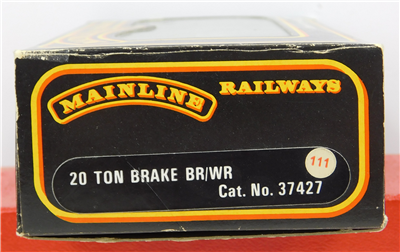 MAINLINE RAILWAYS
20 TON BRAKE BR/WR
111
Cat. No. 37427